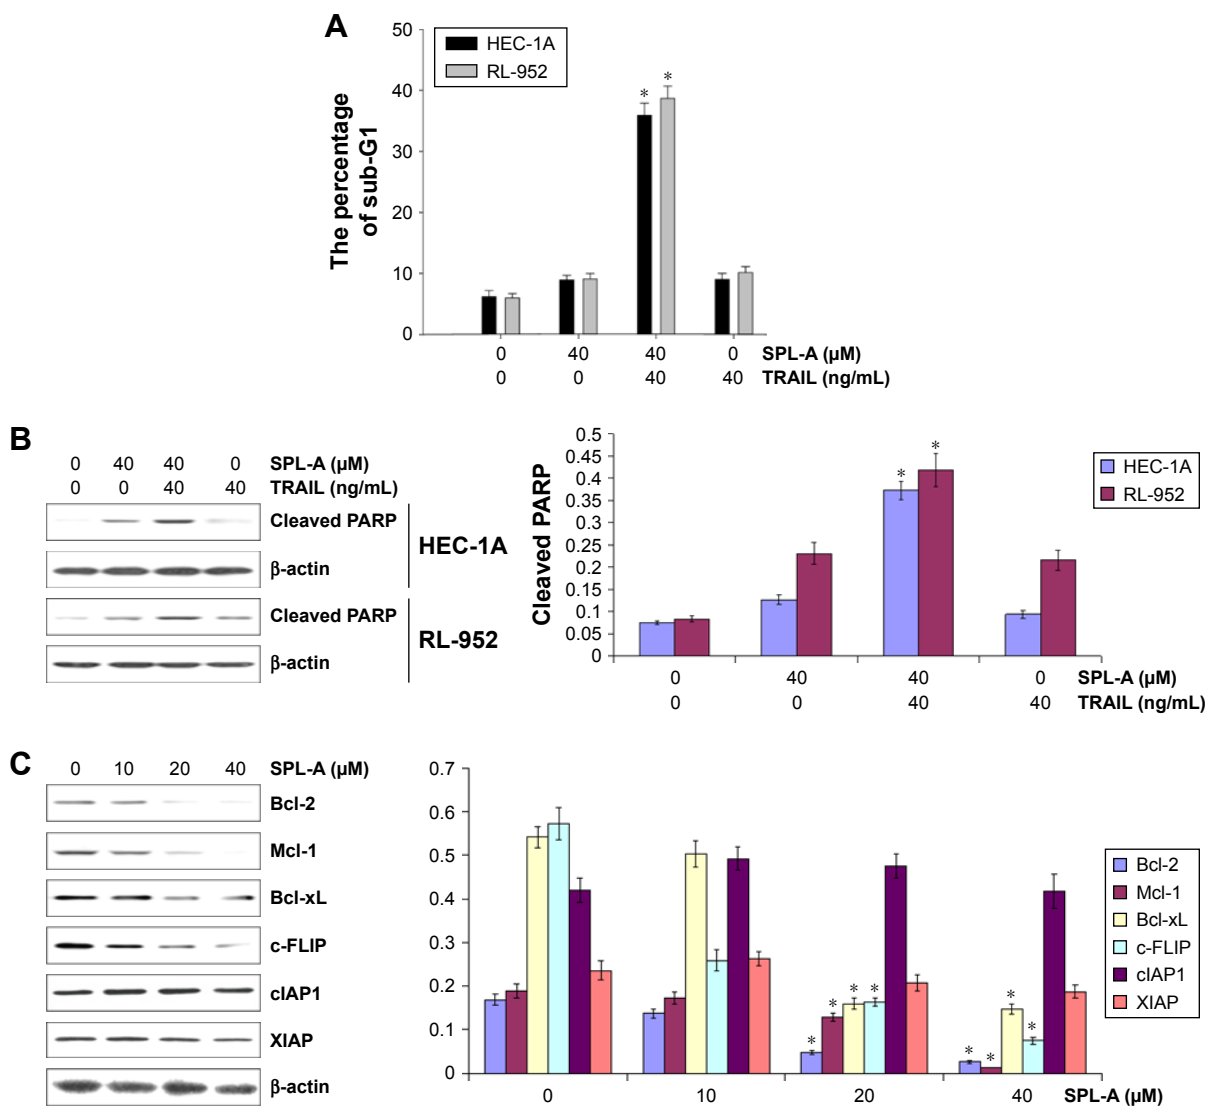 A
50
40
30
20
10
0
The percentage
of sub-G1
HEC-1A
RL-952
* *
0 40 40 0 SPL-A (µM)
0 0 40 40 TRAIL (ng/mL)
B
0 40 40 0 SPL-A (µM)
0 0 40 40 TRAIL (ng/mL)
Cleaved PARP
β-actin
HEC-1A
Cleaved PARP
β-actin
RL-952
Cleaved PARP
0.5
0.45
0.4
0.35
0.3
0.25
0.2
0.15
0.1
0.05
0
* *
HEC-1A
RL-952
0 40 40 0 SPL-A (µM)
0 0 40 40 TRAIL (ng/mL)
C
0 10 20 40 SPL-A (µM)
Bcl-2
Mcl-1
Bcl-xL
c-FLIP
cIAP1
XIAP
β-actin
0.7
0.6
0.5
0.4
0.3
0.2
0.1
0
* * * *
* * * *
Bcl-2
Mcl-1
Bcl-xL
c-FLIP
cIAP1
XIAP
0 10 20 40 SPL-A (µM)